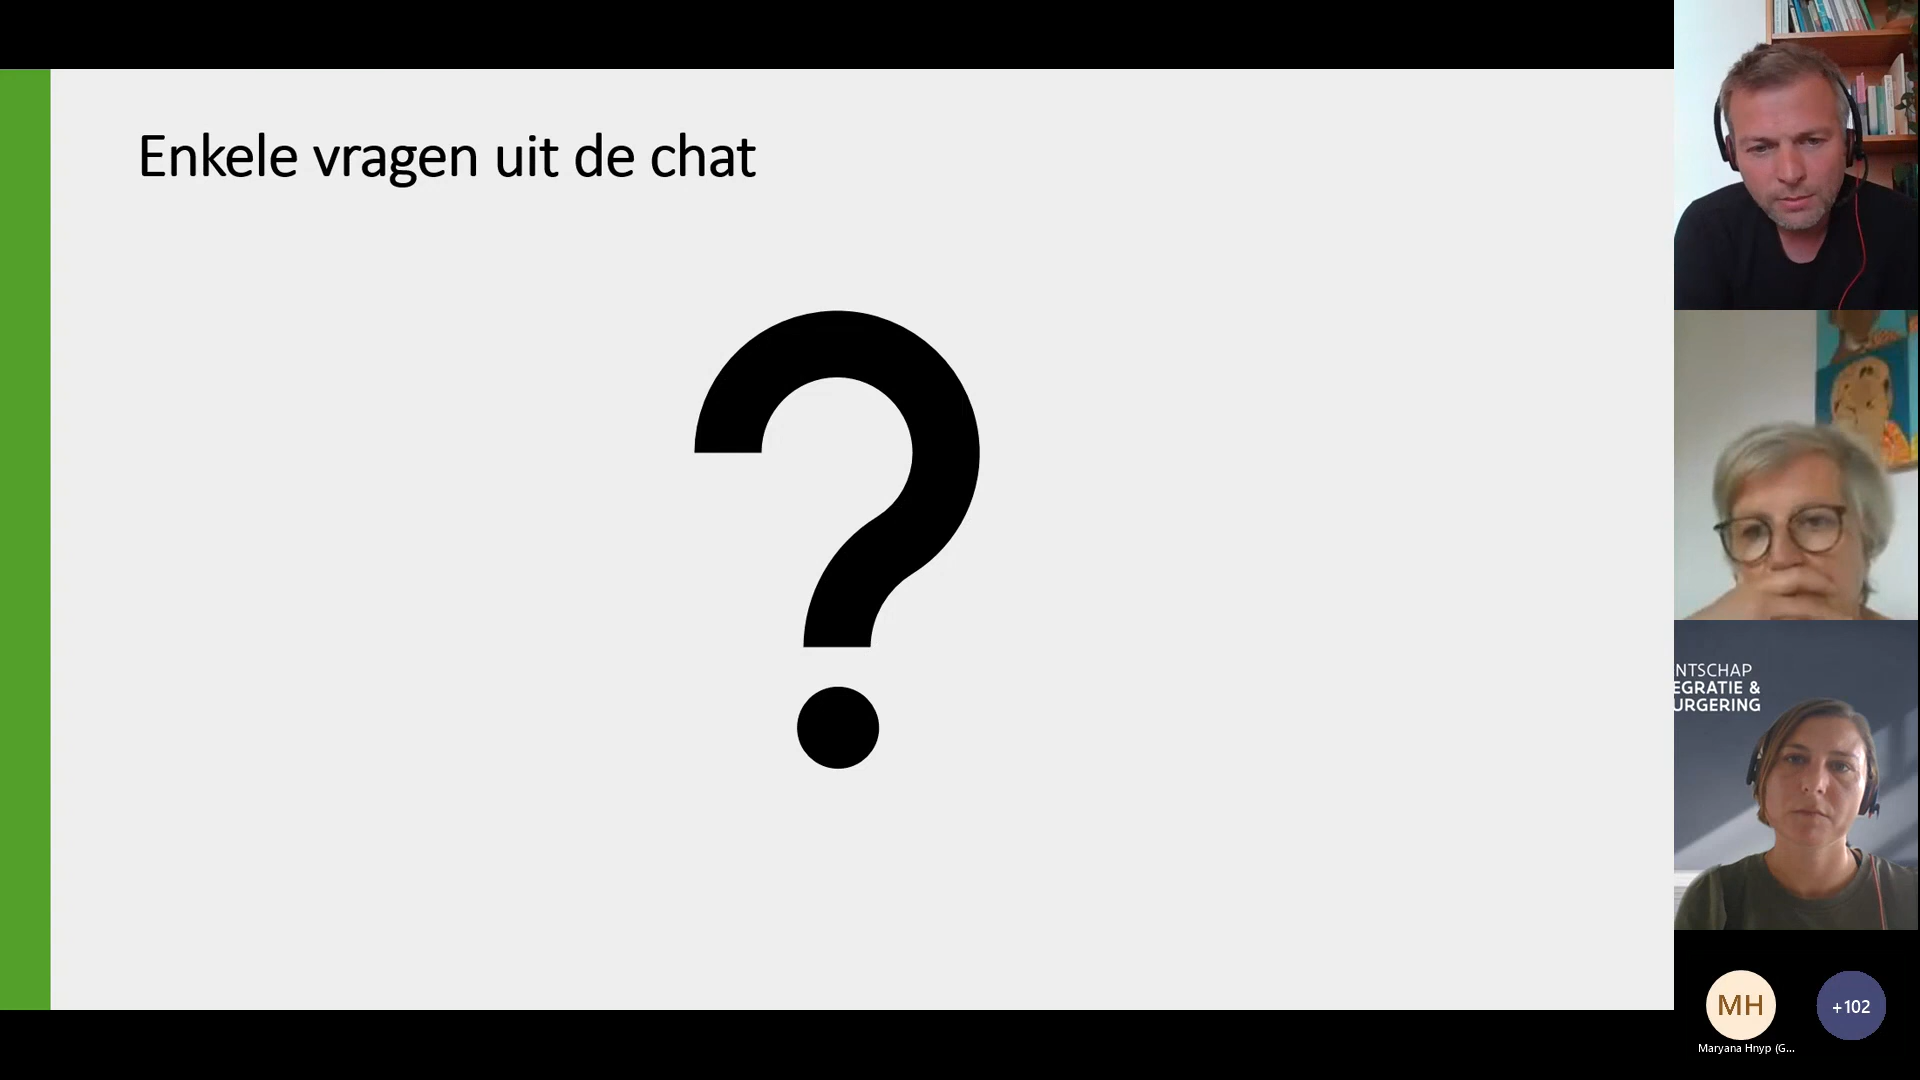 Enkele vragen uit de chat
?
NTSCHAP
EGRATIE &
URGERING
MH
+102
Maryana Hnyp (G...